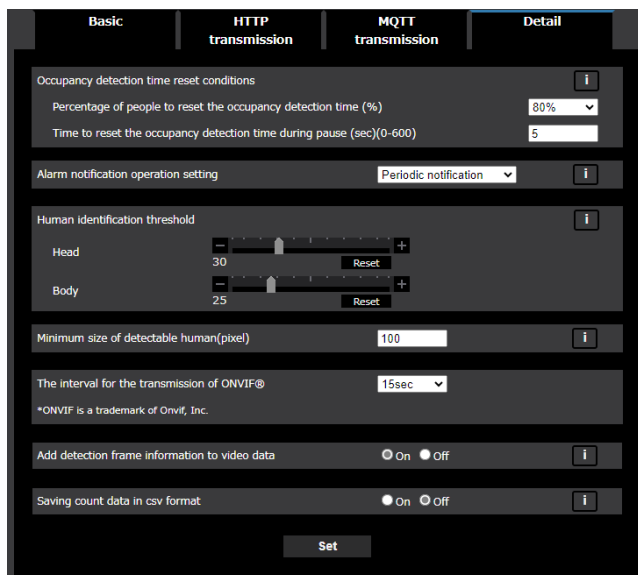 Basic
HTTP
transmission
MQTT
transmission
Detail
Occupancy detection time reset conditions
i
Percentage of people to reset the occupancy detection time (%)
80%
Time to reset the occupancy detection time during pause (sec)(0-600)
5
Alarm notification operation setting
Periodic notification
i
Human identification threshold
i
Head
30
Reset
Body
25
Reset
Minimum size of detectable human(pixel)
100
i
The interval for the transmission of ONVIF®
15sec
*ONVIF is a trademark of Onvif, Inc.
Add detection frame information to video data
On Off
i
Saving count data in csv format
On Off
i
Set